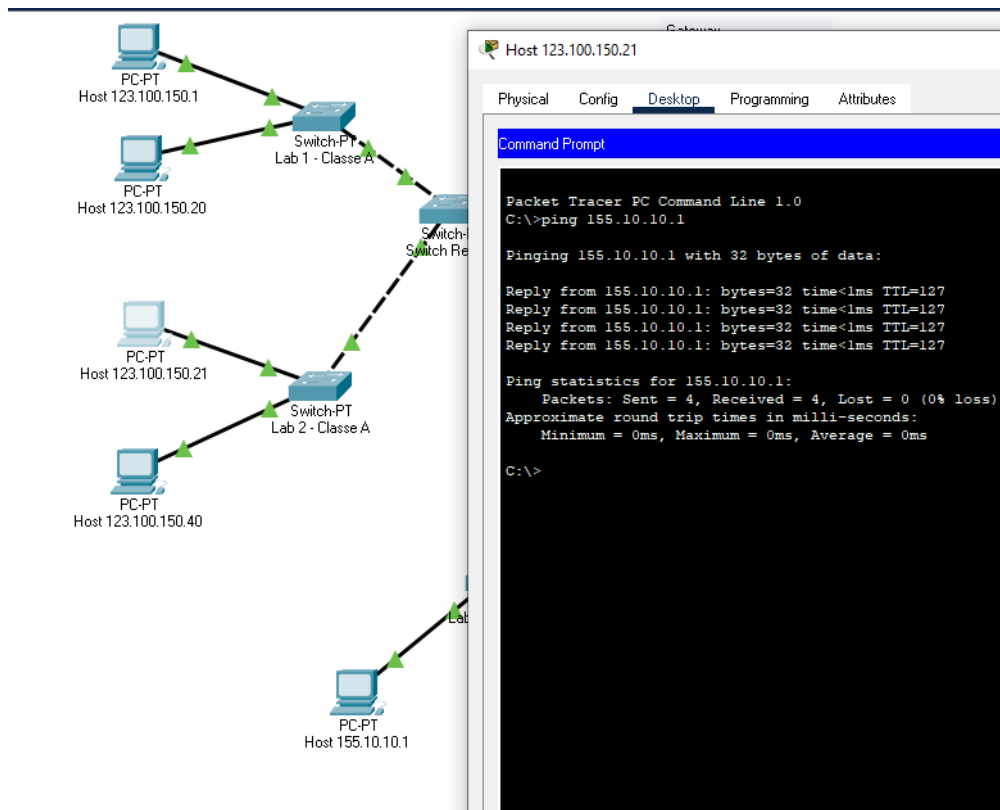 PC-PT
Host 123.100.150.1
PC-PT
Host 123.100.150.20
Switch-PT
Lab 1 - Classe A
Switch
Switch Re
PC-PT
Host 123.100.150.21
Switch-PT
Lab 2 - Classe A
PC-PT
Host 123.100.150.40
Lab
PC-PT
Host 155.10.10.1
Gateway
Host 123.100.150.21
Physical Config Desktop Programming Attributes
Command Prompt
Packet Tracer PC Command Line 1.0
C:\>ping 155.10.10.1
Pinging 155.10.10.1 with 32 bytes of data:
Reply from 155.10.10.1: bytes=32 time<1ms TTL=127
Reply from 155.10.10.1: bytes=32 time<1ms TTL=127
Reply from 155.10.10.1: bytes=32 time<1ms TTL=127
Reply from 155.10.10.1: bytes=32 time<1ms TTL=127
Ping statistics for 155.10.10.1:
Packets: Sent = 4, Received = 4, Lost = 0 (0% loss)
Approximate round trip times in milli-seconds:
Minimum = 0ms, Maximum = 0ms, Average = 0ms
C:\>